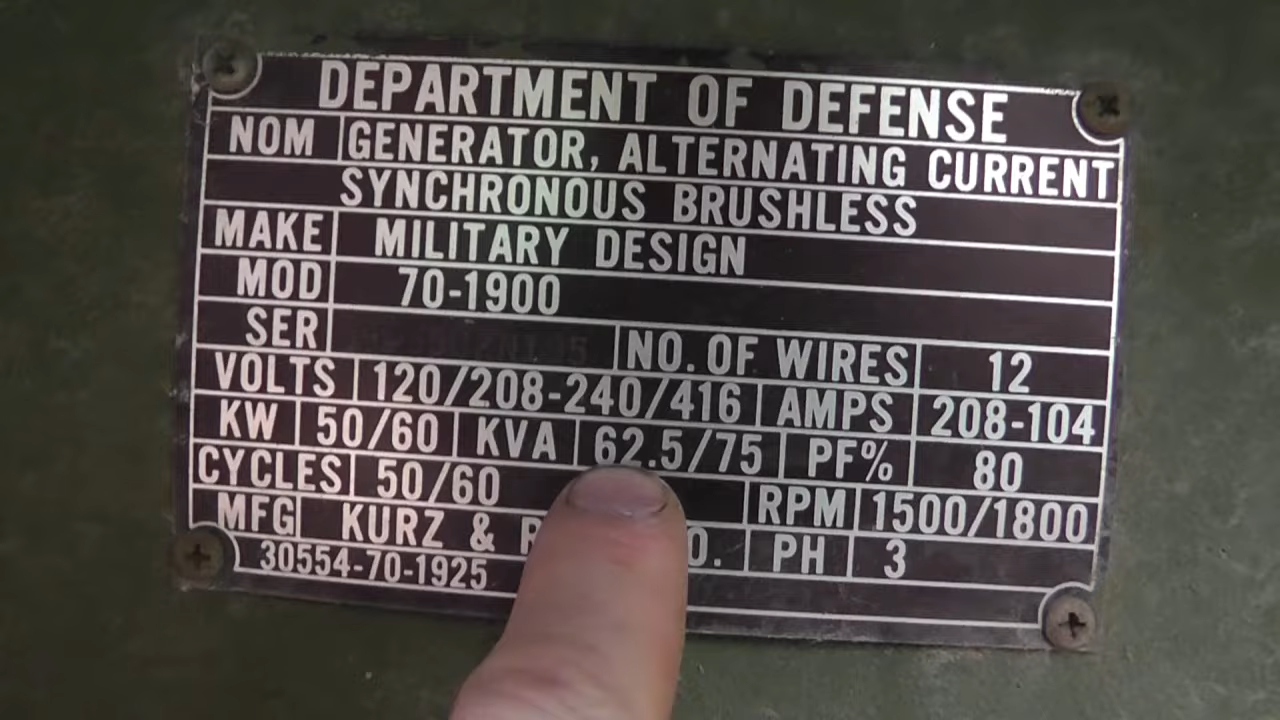 DEPARTMENT OF DEFENSE
NOM GENERATOR, ALTERNATING CURRENT
SYNCHRONOUS BRUSHLESS
MAKE MILITARY DESIGN
MOD 70-1900
SER NO. OF WIRES 12
VOLTS 120/208-240/416 AMPS 208-104
KW 50/60 KVA 62.5/75 PF% 80
CYCLES 50/60 RPM 1500/1800
MFG KURZ & PH 3
30554-70-1925